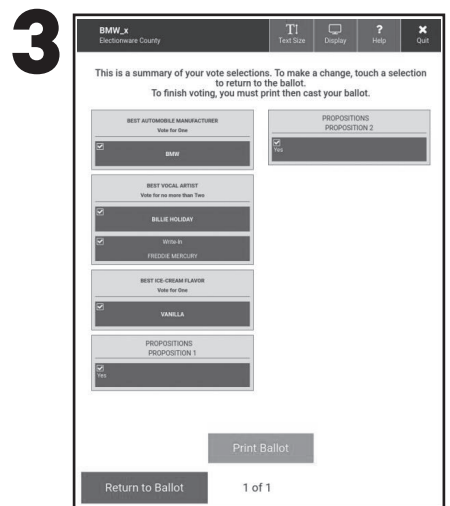 3
BMW_x
Electionware County
T↕
Text Size
Display
?
Help
✖
Quit
This is a summary of your vote selections. To make a change, touch a selection
to return to the ballot.
To finish voting, you must print then cast your ballot.
BEST AUTOMOBILE MANUFACTURER
Vote for One
BMW
BEST VOCAL ARTIST
Vote for no more than Two
BILLIE HOLIDAY
Write-In
FREDDIE MERCURY
BEST ICE-CREAM FLAVOR
Vote for One
VANILLA
PROPOSITIONS
PROPOSITION 1
Yes
PROPOSITIONS
PROPOSITION 2
Yes
Print Ballot
Return to Ballot
1 of 1